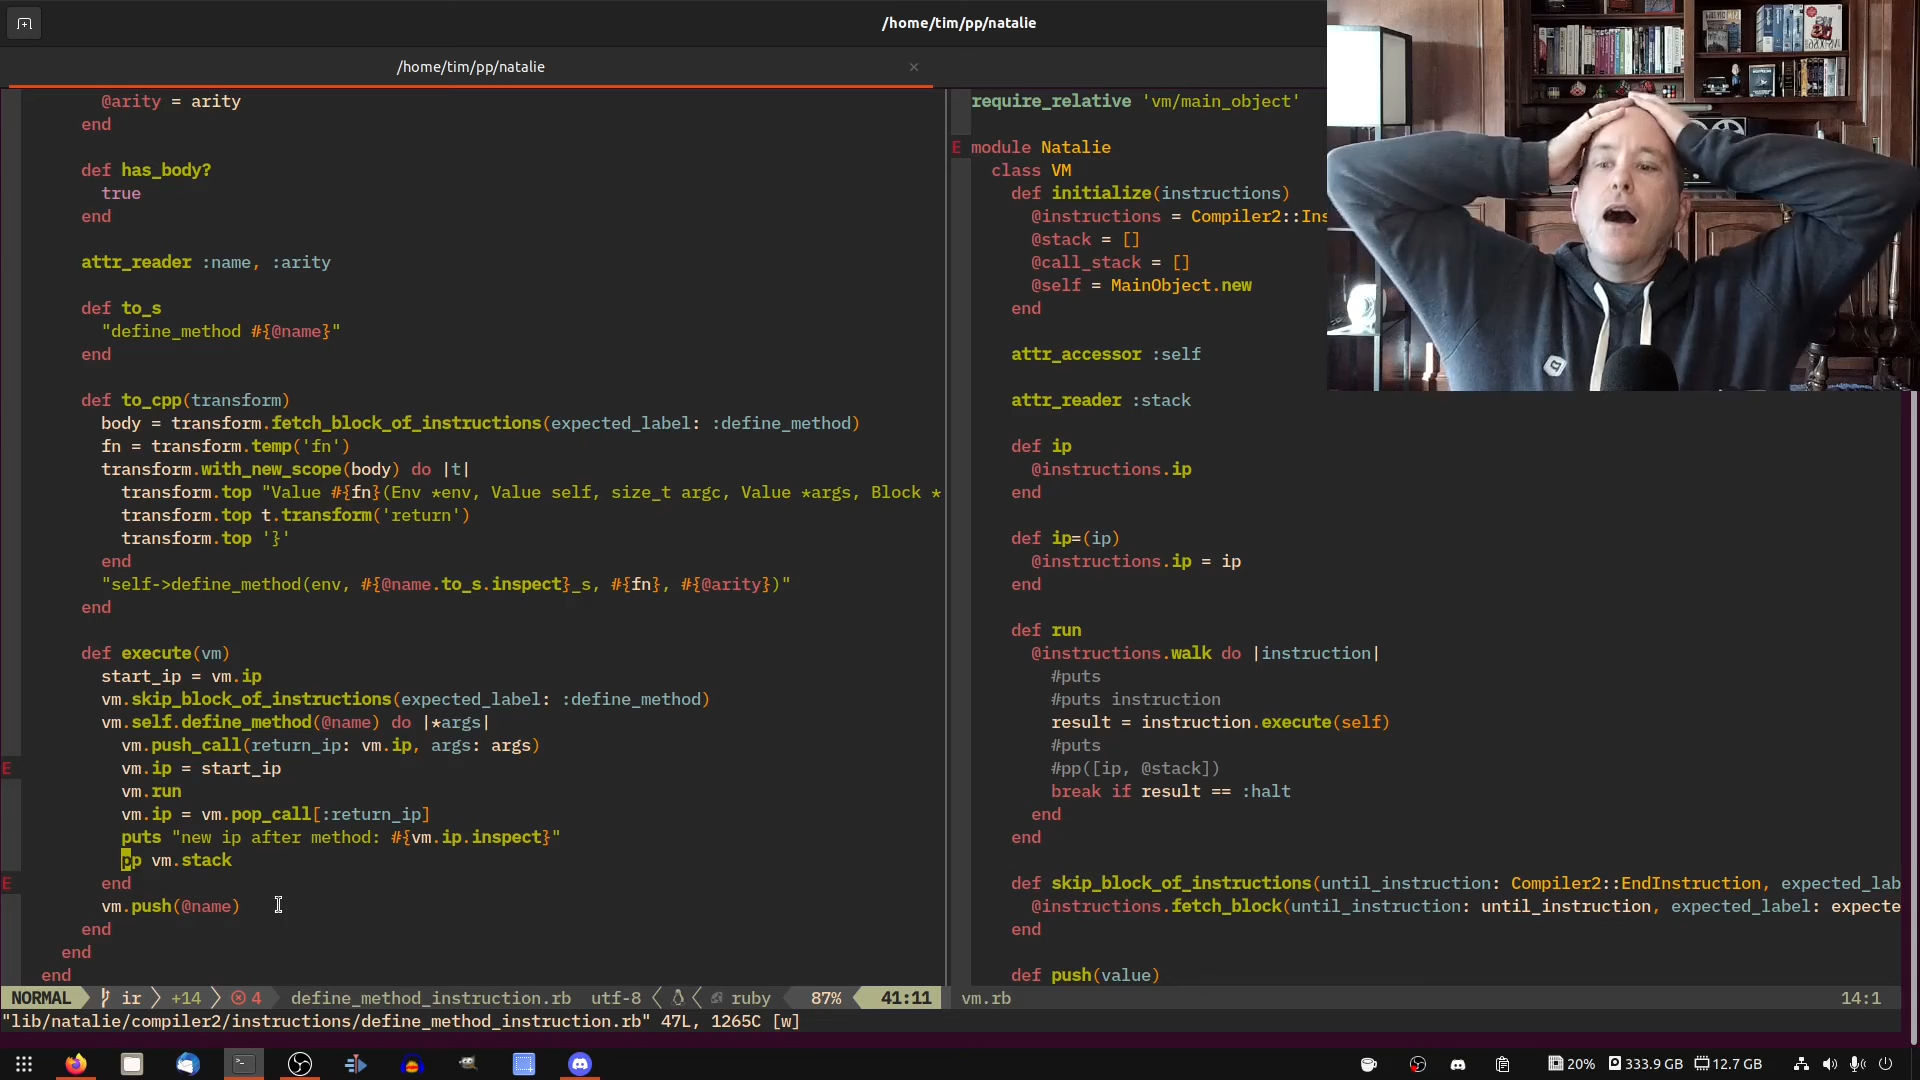 /home/tim/pp/natalie
/home/tim/pp/natalie
×
@arity = arity
end
def has_body?
true
end
attr_reader :name, :arity
def to_s
"define_method #{@name}"
end
def to_cpp(transform)
body = transform.fetch_block_of_instructions(expected_label: :define_method)
fn = transform.temp('fn')
transform.with_new_scope(body) do |t|
transform.top "Value #{fn}(Env *env, Value self, size_t argc, Value *args, Block *
transform.top t.transform('return')
transform.top '}'
end
"self->define_method(env, #{@name.to_s.inspect}_s, #{fn}, #{@arity})"
end
def execute(vm)
start_ip = vm.ip
vm.skip_block_of_instructions(expected_label: :define_method)
vm.self.define_method(@name) do |*args|
vm.push_call(return_ip: vm.ip, args: args)
E vm.ip = start_ip
vm.run
vm.ip = vm.pop_call[:return_ip]
puts "new ip after method: #{vm.ip.inspect}"
pp vm.stack
E end
vm.push(@name)
end
end
end
NORMAL ir +14 4 define_method_instruction.rb utf-8 ruby 87% 41:11
"lib/natalie/compiler2/instructions/define_method_instruction.rb" 47L, 1265C [w]
require_relative 'vm/main_object'
E module Natalie
class VM
def initialize(instructions)
@instructions = Compiler2::Ins
@stack = []
@call_stack = []
@self = MainObject.new
end
attr_accessor :self
attr_reader :stack
def ip
@instructions.ip
end
def ip=(ip)
@instructions.ip = ip
end
def run
@instructions.walk do |instruction|
#puts
#puts instruction
result = instruction.execute(self)
#puts
#pp([ip, @stack])
break if result == :halt
end
end
def skip_block_of_instructions(until_instruction: Compiler2::EndInstruction, expected_lab
@instructions.fetch_block(until_instruction: until_instruction, expected_label: expecte
end
def push(value)
vm.rb 14:1
20% 333.9 GB 12.7 GB